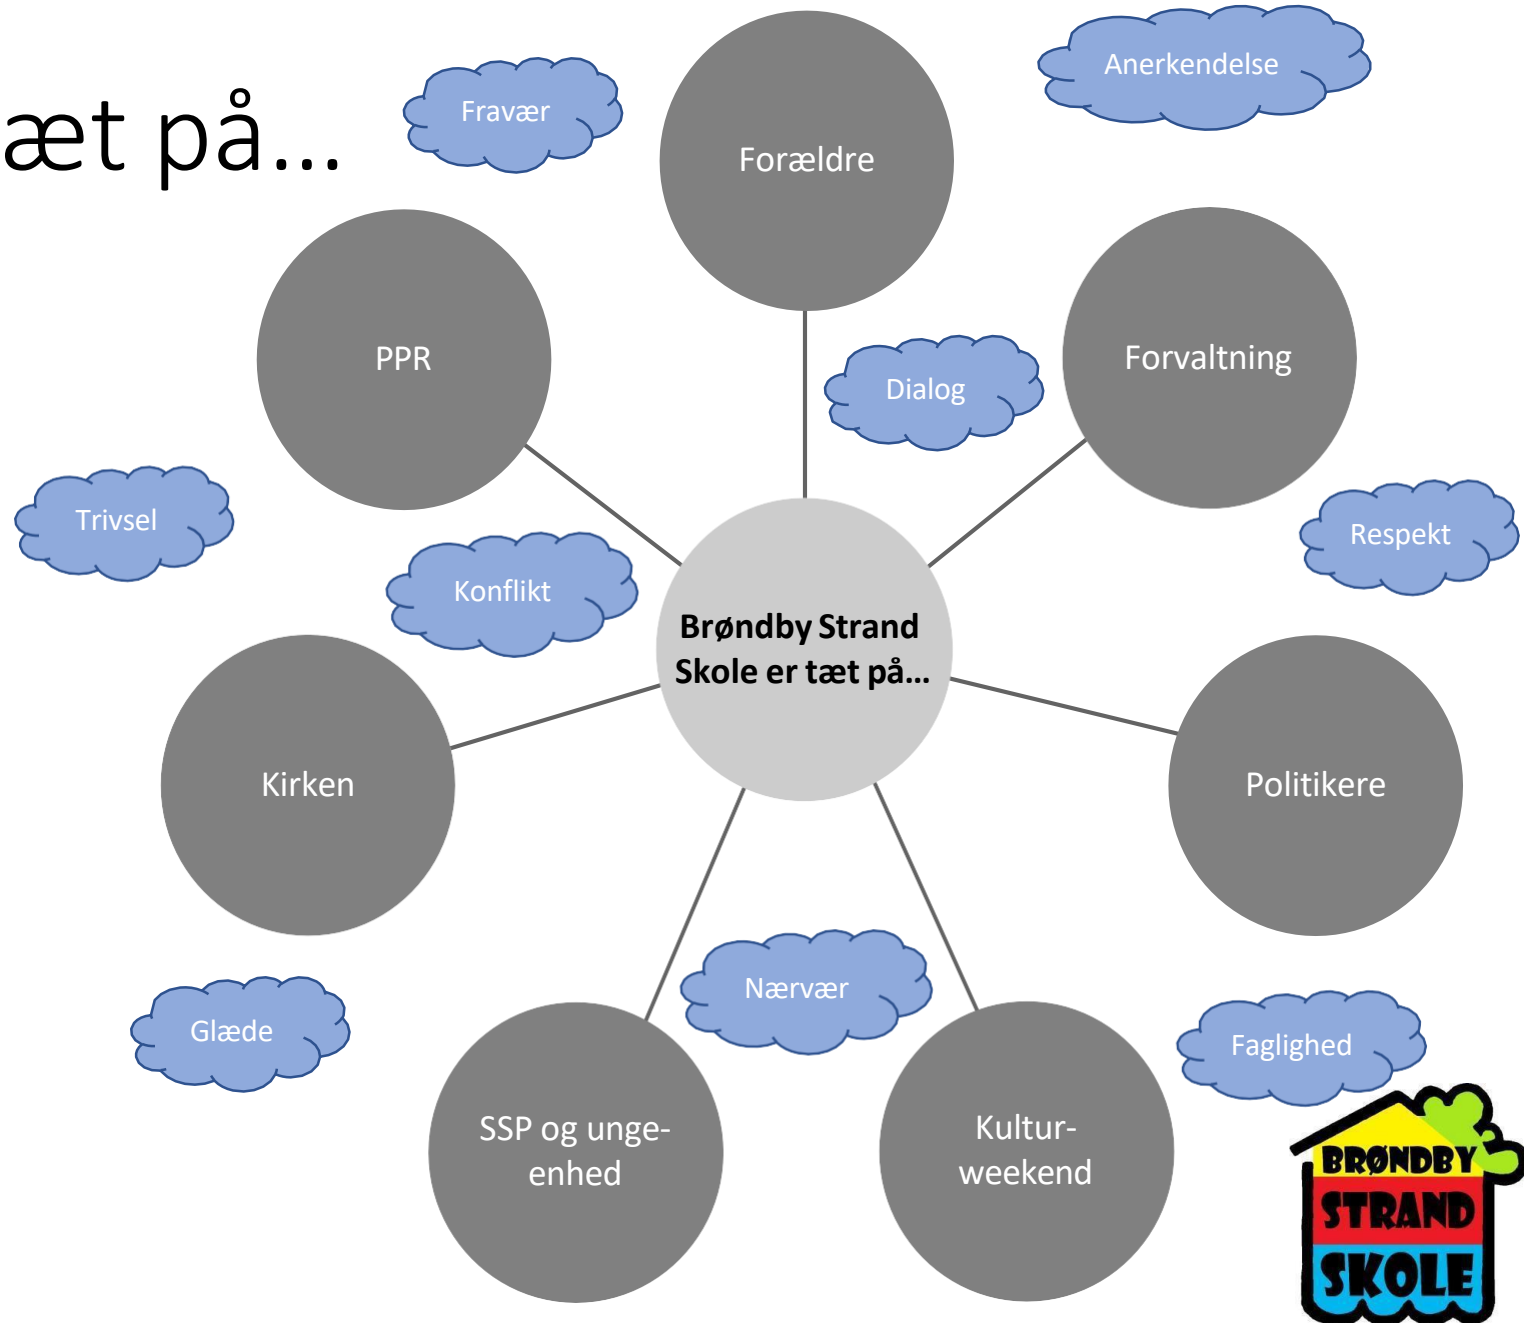 æt på...
Fravær
Anerkendelse
Forældre
PPR
Forvaltning
Dialog
Trivsel
Respekt
Konflikt
Brøndby Strand
Skole er tæt på...
Kirken
Politikere
Nærvær
Glæde
Faglighed
SSP og unge-
enhed
Kultur-
weekend
BRØNDBY
STRAND
SKOLE